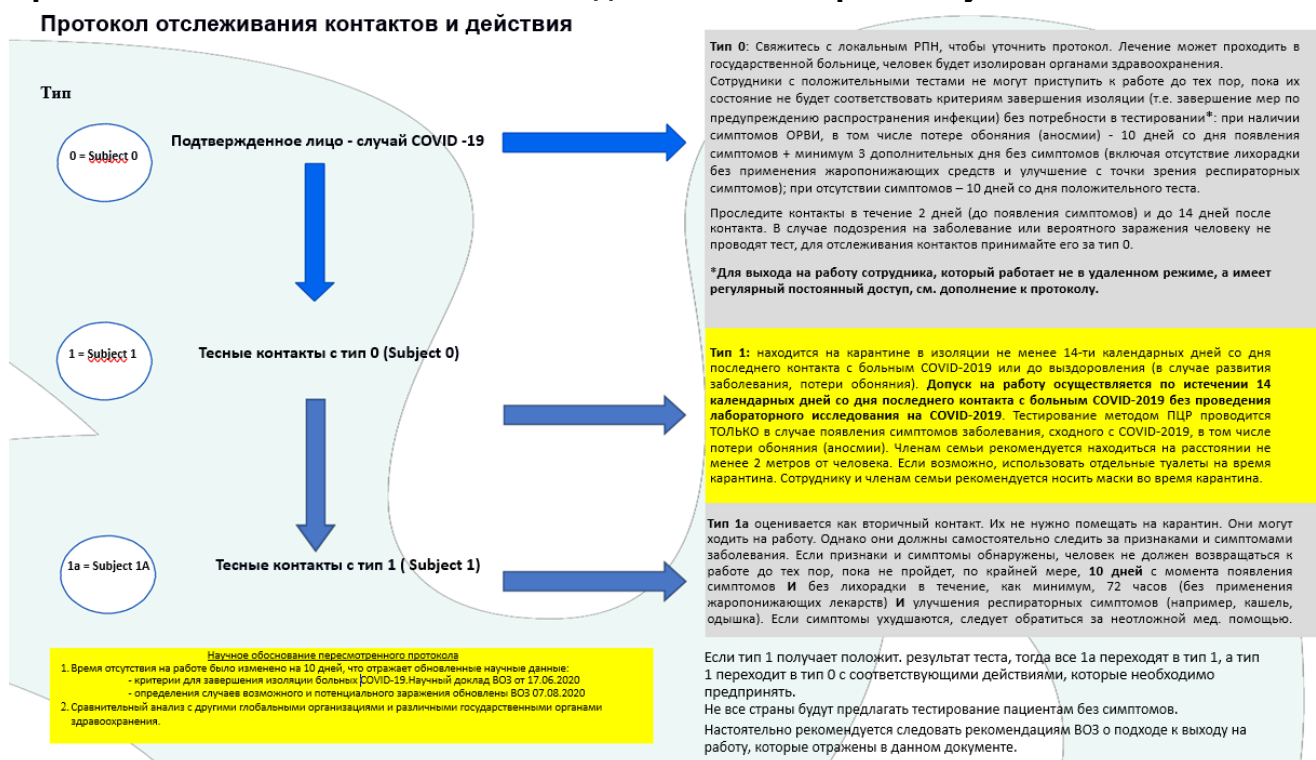 Протокол отслеживания контактов и действия
Тип
0 = Subject 0
Подтвержденное лицо - случай COVID -19
1 = Subject 1
Тесные контакты с тип 0 (Subject 0)
1a = Subject 1A
Тесные контакты с тип 1 ( Subject 1)
Научное обоснование пересмотренного протокола
1. Время отсутствия на работе было изменено на 10 дней, что отражает обновленные научные данные:
- критерии для завершения изоляции больных COVID-19.Научный доклад ВОЗ от 17.06.2020
- определения случаев возможного и потенциального заражения обновлены ВОЗ 07.08.2020
2. Сравнительный анализ с другими глобальными организациями и различными государственными органами
здравоохранения.
Тип 0: Свяжитесь с локальным РПН, чтобы уточнить протокол. Лечение может проходить в
государственной больнице, человек будет изолирован органами здравоохранения.
Сотрудники с положительными тестами не могут приступить к работе до тех пор, пока их
состояние не будет соответствовать критериям завершения изоляции (т.е. завершение мер по
предупреждению распространения инфекции) без потребности в тестировании*: при наличии
симптомов ОРВИ, в том числе потере обоняния (аносмии) - 10 дней со дня появления
симптомов + минимум 3 дополнительных дня без симптомов (включая отсутствие лихорадки
без применения жаропонижающих средств и улучшение с точки зрения респираторных
симптомов); при отсутствии симптомов – 10 дней со дня положительного теста.
Проследите контакты в течение 2 дней (до появления симптомов) и до 14 дней после
контакта. В случае подозрения на заболевание или вероятного заражения человеку не
проводят тест, для отслеживания контактов принимайте его за тип 0.
*Для выхода на работу сотрудника, который работает не в удаленном режиме, а имеет
регулярный постоянный доступ, см. дополнение к протоколу.
Тип 1: находится на карантине в изоляции не менее 14-ти календарных дней со дня
последнего контакта с больным COVID-2019 или до выздоровления (в случае развития
заболевания, потери обоняния). Допуск на работу осуществляется по истечении 14
календарных дней со дня последнего контакта с больным COVID-2019 без проведения
лабораторного исследования на COVID-2019. Тестирование методом ПЦР проводится
ТОЛЬКО в случае появления симптомов заболевания, сходного с COVID-2019, в том числе
потери обоняния (аносмии). Членам семьи рекомендуется находиться на расстоянии не
менее 2 метров от человека. Если возможно, использовать отдельные туалеты на время
карантина. Сотруднику и членам семьи рекомендуется носить маски во время карантина.
Тип 1а оценивается как вторичный контакт. Их не нужно помещать на карантин. Они могут
ходить на работу. Однако они должны самостоятельно следить за признаками и симптомами
заболевания. Если признаки и симптомы обнаружены, человек не должен возвращаться к
работе до тех пор, пока не пройдет, по крайней мере, 10 дней с момента появления
симптомов И без лихорадки в течение, как минимум, 72 часов (без применения
жаропонижающих лекарств) И улучшения респираторных симптомов (например, кашель,
одышка). Если симптомы ухудшаются, следует обратиться за неотложной мед. помощью.
Если тип 1 получает положит. результат теста, тогда все 1а переходят в тип 1, а тип
1 переходит в тип 0 с соответствующими действиями, которые необходимо
предпринять.
Не все страны будут предлагать тестирование пациентам без симптомов.
Настоятельно рекомендуется следовать рекомендациям ВОЗ о подходе к выходу на
работу, которые отражены в данном документе.